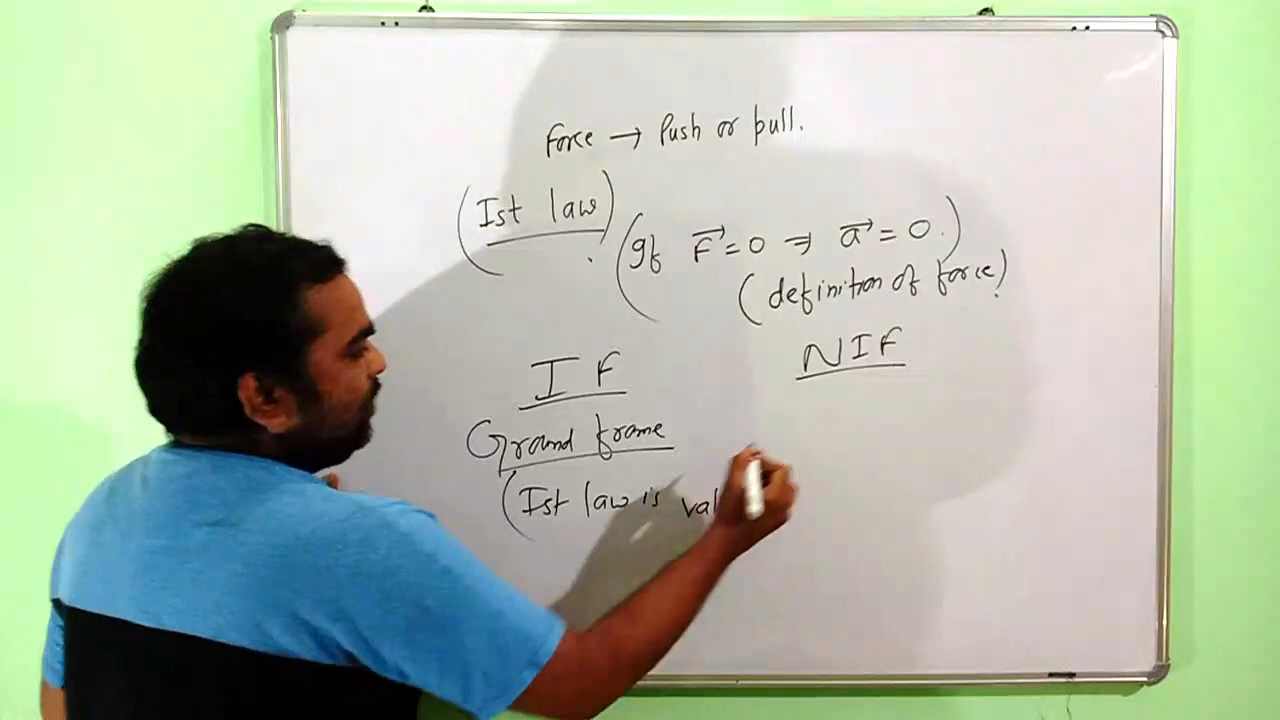 Force → Push or pull.
(Ist law)
(If F⃗ = 0 ⇒ a⃗ = 0.)
(definition of force)
IF
NIF
Ground frame
(Ist law is val